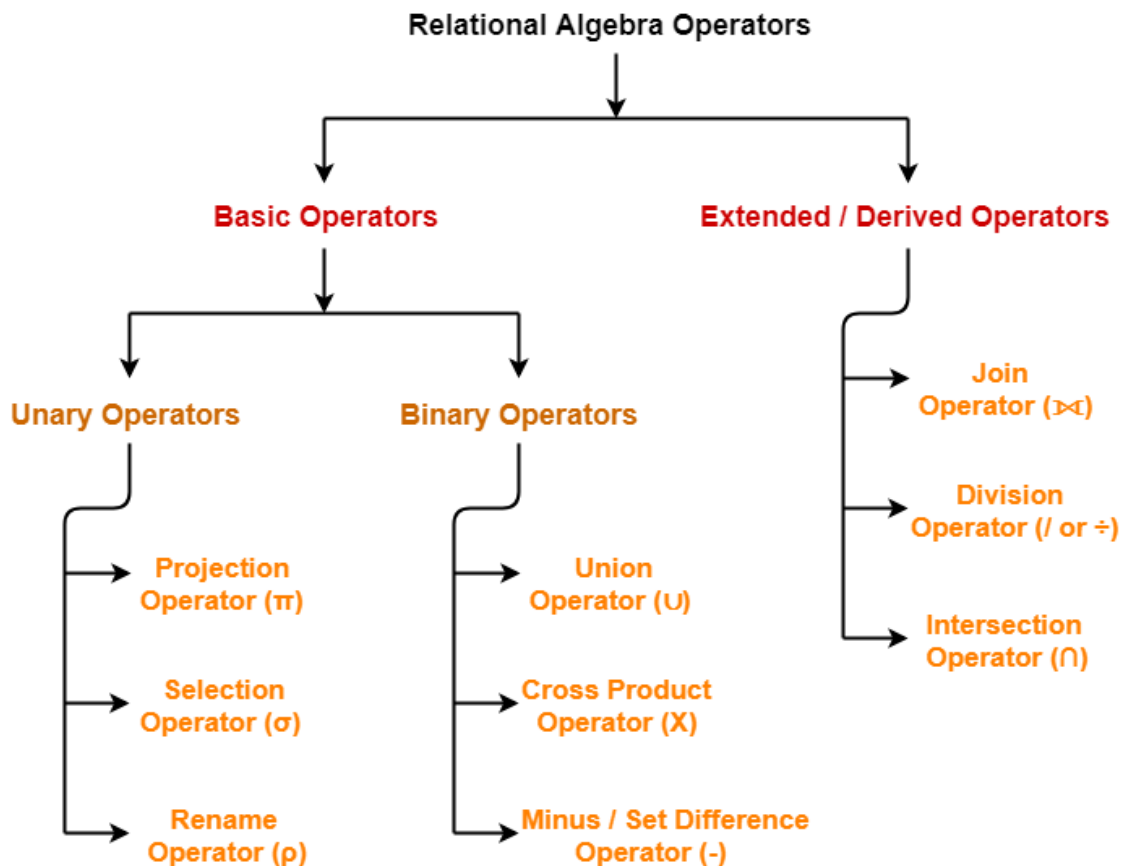 Relational Algebra Operators
Basic Operators
Extended / Derived Operators
Unary Operators
Binary Operators
Projection
Operator (π)
Selection
Operator (σ)
Rename
Operator (ρ)
Union
Operator (∪)
Cross Product
Operator (X)
Minus / Set Difference
Operator (-)
Join
Operator (⟗)
Division
Operator (/ or ÷)
Intersection
Operator (∩)